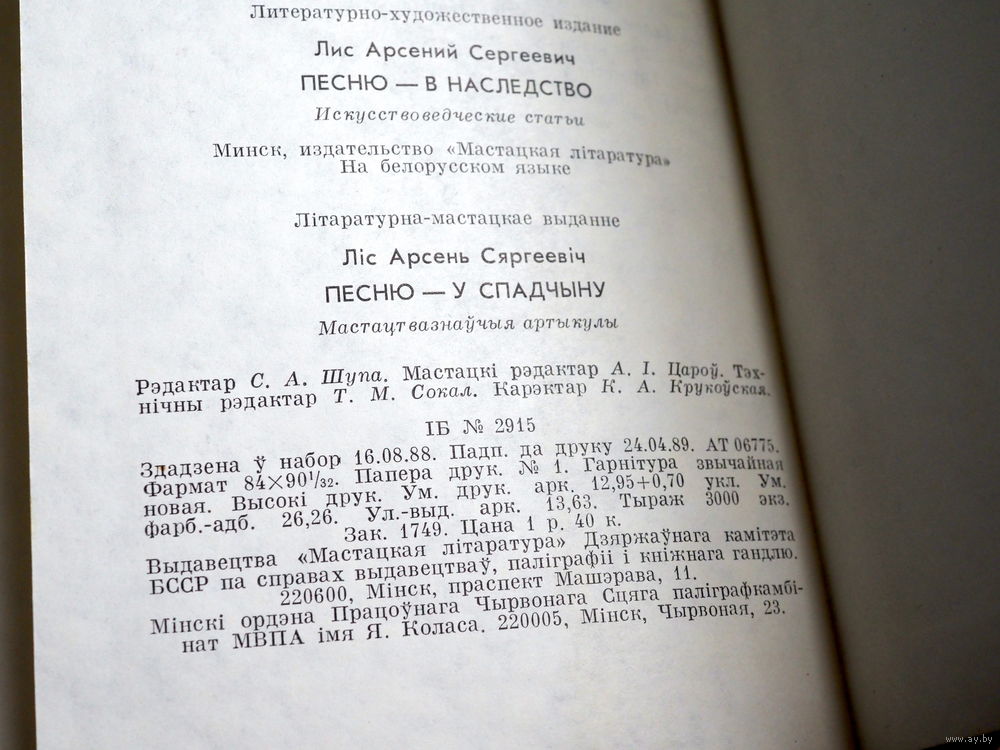 Литературно-художественное издание
Лис Арсений Сергеевич
ПЕСНЮ — В НАСЛЕДСТВО
Искусствоведческие статьи
Минск, издательство «Мастацкая літаратура»
На белорусском языке
Літаратурна-мастацкае выданне
Ліс Арсень Сяргеевіч
ПЕСНЮ — У СПАДЧЫНУ
Мастацтвазнаўчыя артыкулы
Рэдактар С. А. Шупа. Мастацкі рэдактар А. І. Цароў. Тэх-
нічны рэдактар Т. М. Сокал. Карэктар К. А. Крукоўская.
ІБ № 2915
Здадзена ў набор 16.08.88. Падп. да друку 24.04.89. АТ 06775.
Фармат 84×90¹/₃₂. Папера друк. № 1. Гарнітура звычайная
новая. Высокі друк. Ум. друк. арк. 12,95+0,70 укл. Ум.
фарб.-адб. 26,26. Ул.-выд. арк. 13,63. Тыраж 3000 экз.
Зак. 1749. Цана 1 р. 40 к.
Выдавецтва «Мастацкая літаратура» Дзяржаўнага камітэта
БССР па справах выдавецтваў, паліграфіі і кніжнага гандлю.
220600, Мінск, праспект Машэрава, 11.
Мінскі ордэна Працоўнага Чырвонага Сцяга паліграфкамбі-
нат МВПА імя Я. Коласа. 220005, Мінск, Чырвоная, 23.
www.ay.by